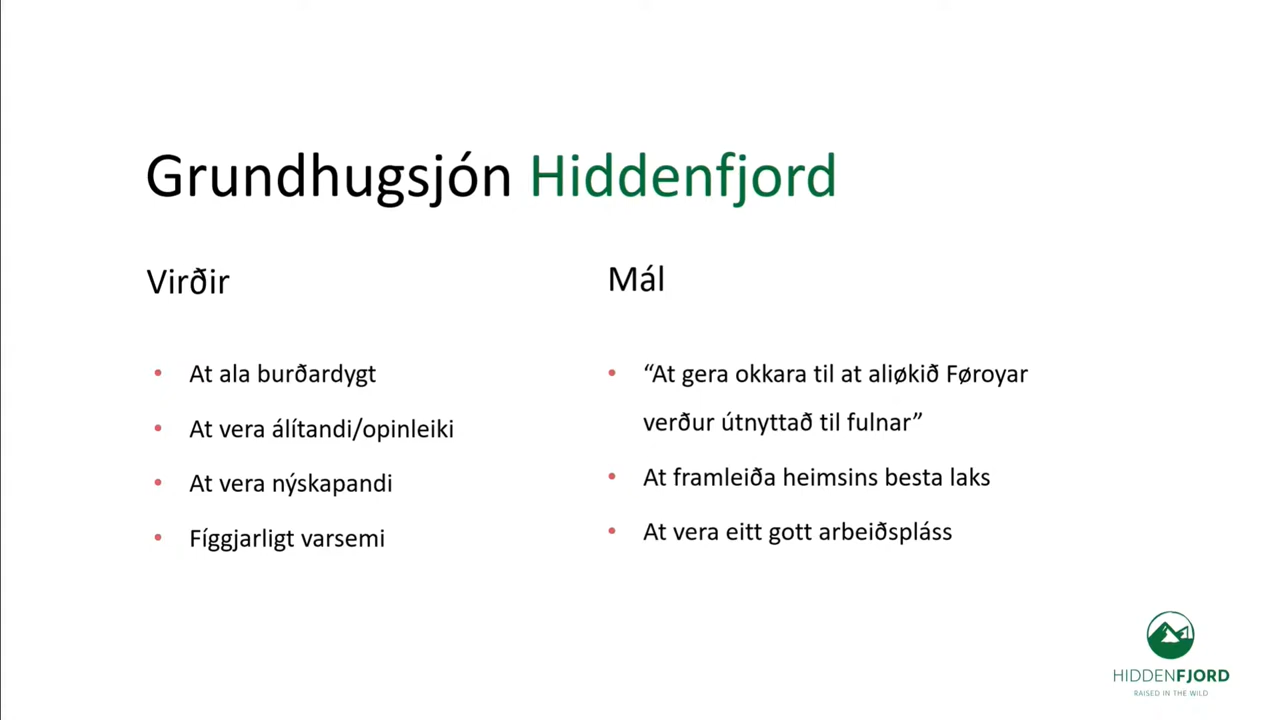 Grundhugsjón Hiddenfjord
Virðir
• At ala burðardygt
• At vera álítandi/opinleiki
• At vera nýskapandi
• Fíggjarligt varsemi
Mál
• “At gera okkara til at aliøkið Føroyar
verður útnyttað til fulnar”
• At framleiða heimsins besta laks
• At vera eitt gott arbeiðspláss
HIDDENFJORD
RAISED IN THE WILD